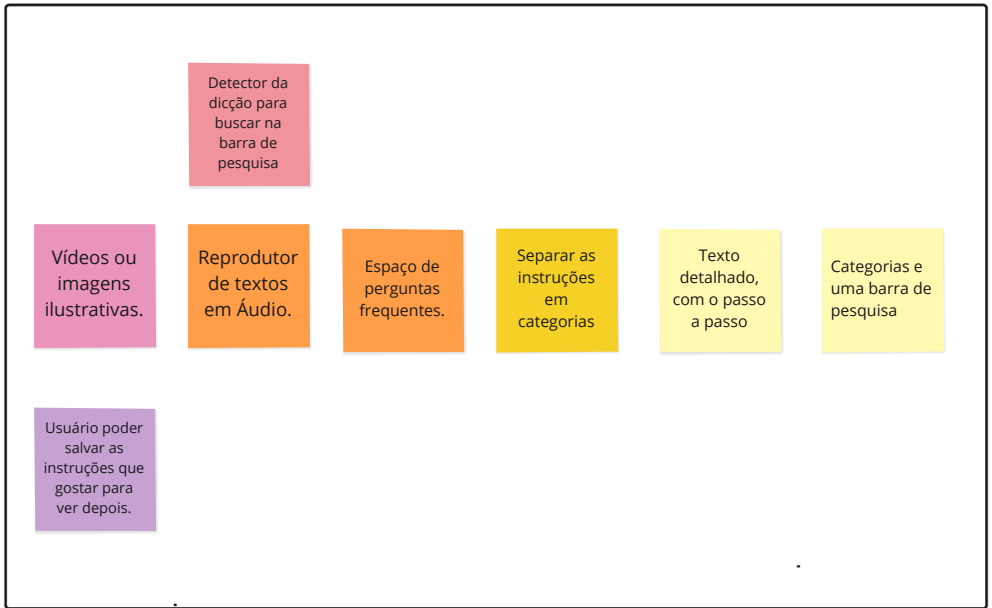 Detector da
dicção para
buscar na
barra de
pesquisa
Vídeos ou
imagens
ilustrativas.
Reprodutor
de textos
em Áudio.
Espaço de
perguntas
frequentes.
Separar as
instruções
em
categorias
Texto
detalhado,
com o passo
a passo
Categorias e
uma barra de
pesquisa
Usuário poder
salvar as
instruções que
gostar para
ver depois.